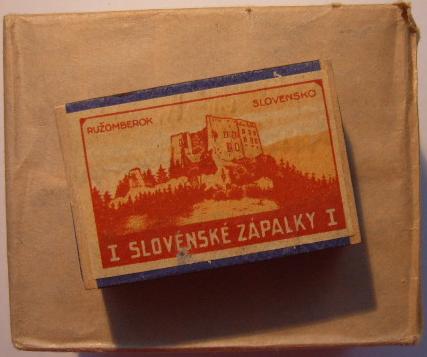 RUŽOMBEROK
SLOVENSKO
I SLOVENSKÉ ZÁPALKY I